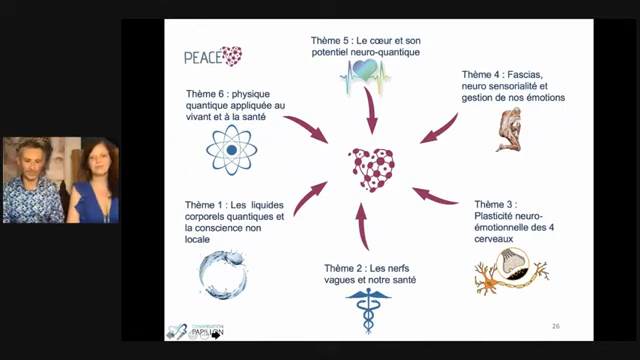 PEACE
Thème 5 : Le cœur et son
potentiel neuro-quantique
Thème 4 : Fascias,
neuro sensorialité et
gestion de nos émotions
Thème 6 : physique
quantique appliquée au
vivant et à la santé
Thème 1 : Les liquides
corporels quantiques et
la conscience non
locale
Thème 3 :
Plasticité neuro-
émotionnelle des 4
cerveaux
Thème 2 : Les nerfs
vagues et notre santé
PAPILLON
26